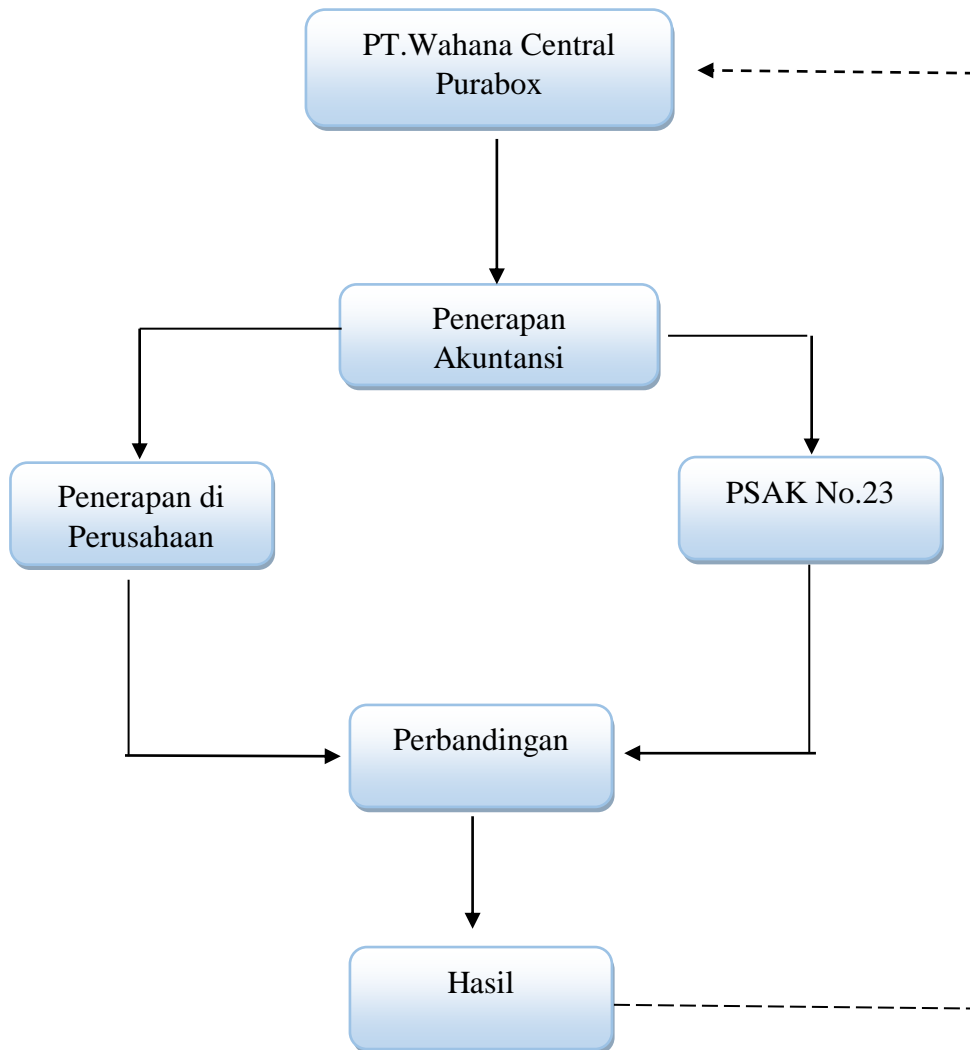 PT.Wahana Central
Purabox
Penerapan
Akuntansi
Penerapan di
Perusahaan
PSAK No.23
Perbandingan
Hasil